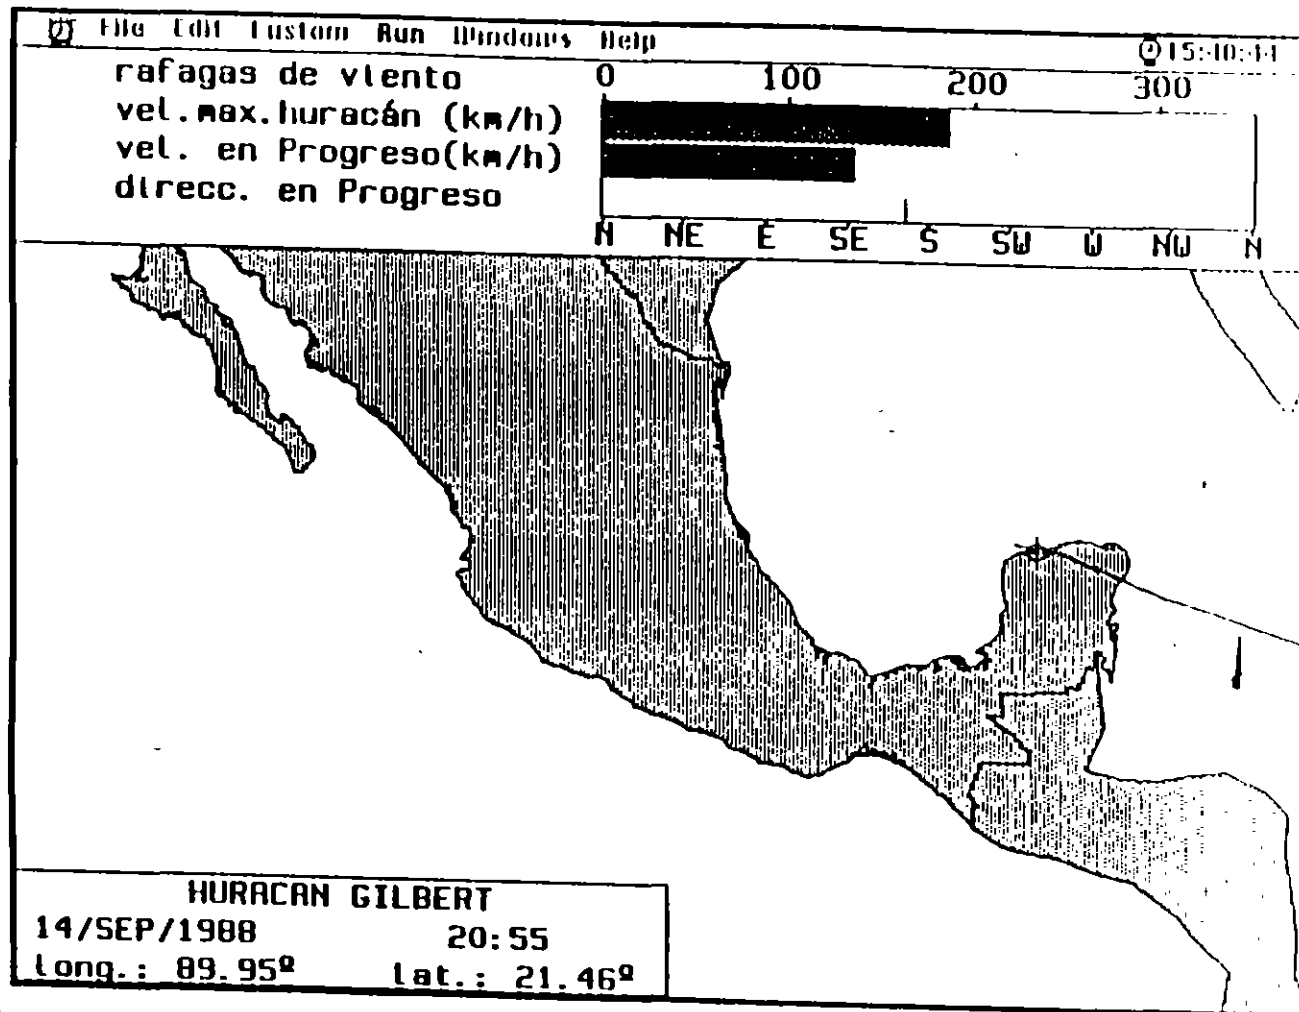 File Edit Custom Run Windows Help 15:40:44
rafagas de viento 0 100 200 300
vel.max.huracán (km/h)
vel. en Progreso(km/h)
direcc. en Progreso
N NE E SE S SW W NW N
HURACAN GILBERT
14/SEP/1988 20:55
long.: 89.95º lat.: 21.46º